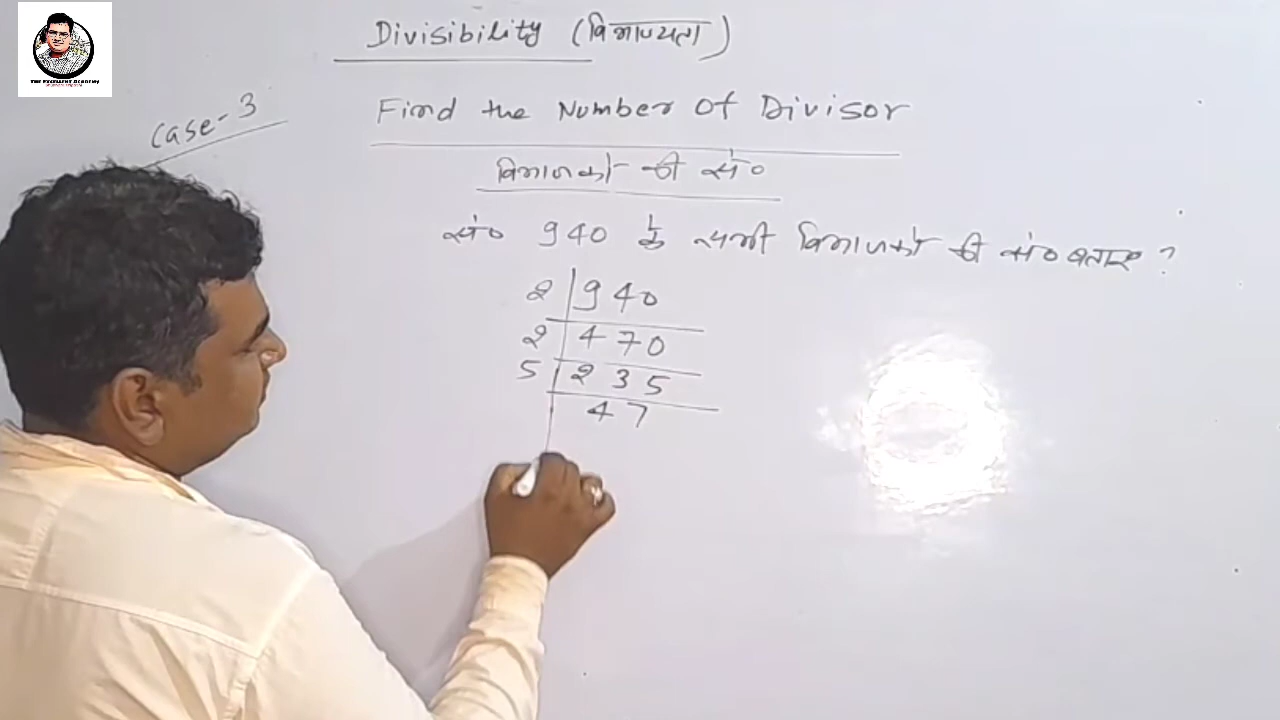 Divisibility (विभाज्यता)
Case-3
Find the Number Of Divisor
विभाजकों की सं०
सं० 940 के सभी विभाजकों की सं० बताए ?
2 | 940
2 | 470
5 | 235
47